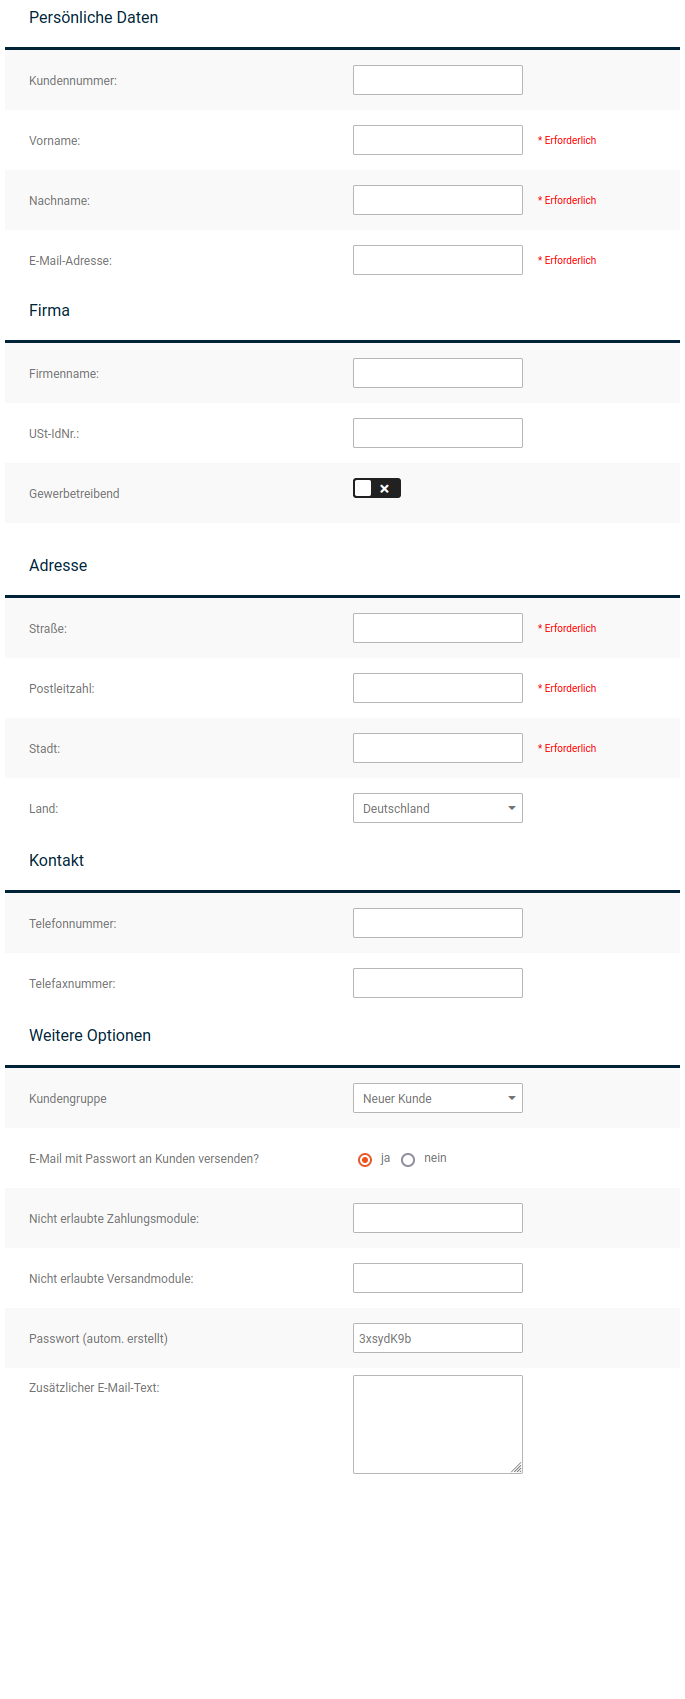 Persönliche Daten
Kundennummer:
Vorname: * Erforderlich
Nachname: * Erforderlich
E-Mail-Adresse: * Erforderlich
Firma
Firmenname:
USt-IdNr.:
Gewerbetreibend
Adresse
Straße: * Erforderlich
Postleitzahl: * Erforderlich
Stadt: * Erforderlich
Land: Deutschland
Kontakt
Telefonnummer:
Telefaxnummer:
Weitere Optionen
Kundengruppe Neuer Kunde
E-Mail mit Passwort an Kunden versenden? ja nein
Nicht erlaubte Zahlungsmodule:
Nicht erlaubte Versandmodule:
Passwort (autom. erstellt) 3xsydK9b
Zusätzlicher E-Mail-Text: